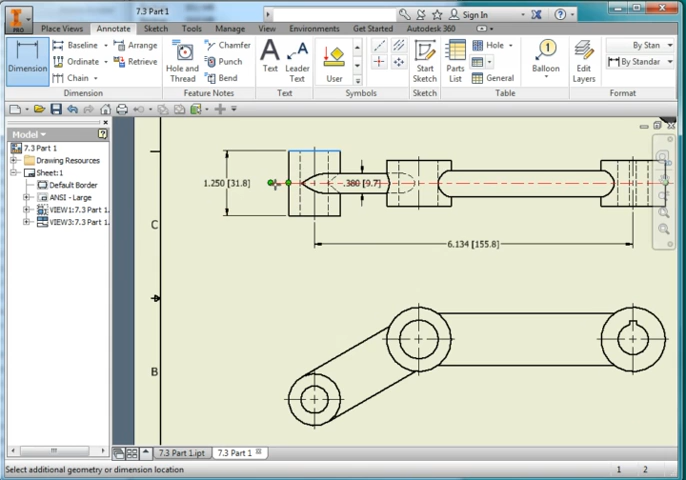 7.3 Part 1
Sign In
PRO
Place Views
Annotate
Sketch
Tools
Manage
View
Environments
Get Started
Autodesk 360
Dimension
Baseline
Ordinate
Chain
Arrange
Retrieve
Dimension
Hole and
Thread
Chamfer
Punch
Bend
Feature Notes
Text
Leader
Text
Text
User
Symbols
Start
Sketch
Sketch
Parts
List
Hole
General
Table
1
Balloon
Edit
Layers
By Stan
By Standar
Format
Model
7.3 Part 1
Drawing Resources
Sheet:1
Default Border
ANSI - Large
VIEW1:7.3 Part 1.
VIEW3:7.3 Part 1.
1.250 [31.8]
.380 [9.7]
6.134 [155.8]
C
B
7.3 Part 1.ipt
7.3 Part 1
Select additional geometry or dimension location
1
2